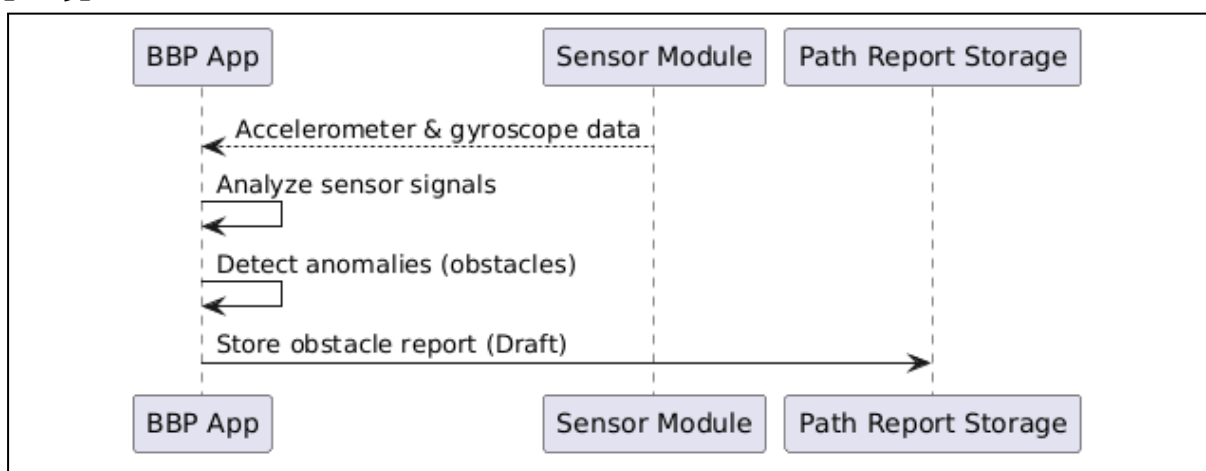 BBP App
Sensor Module
Path Report Storage
Accelerometer & gyroscope data
Analyze sensor signals
Detect anomalies (obstacles)
Store obstacle report (Draft)
BBP App
Sensor Module
Path Report Storage